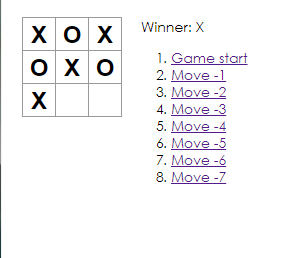 X O X
O X O
X
Winner: X
1. Game start
2. Move -1
3. Move -2
4. Move -3
5. Move -4
6. Move -5
7. Move -6
8. Move -7